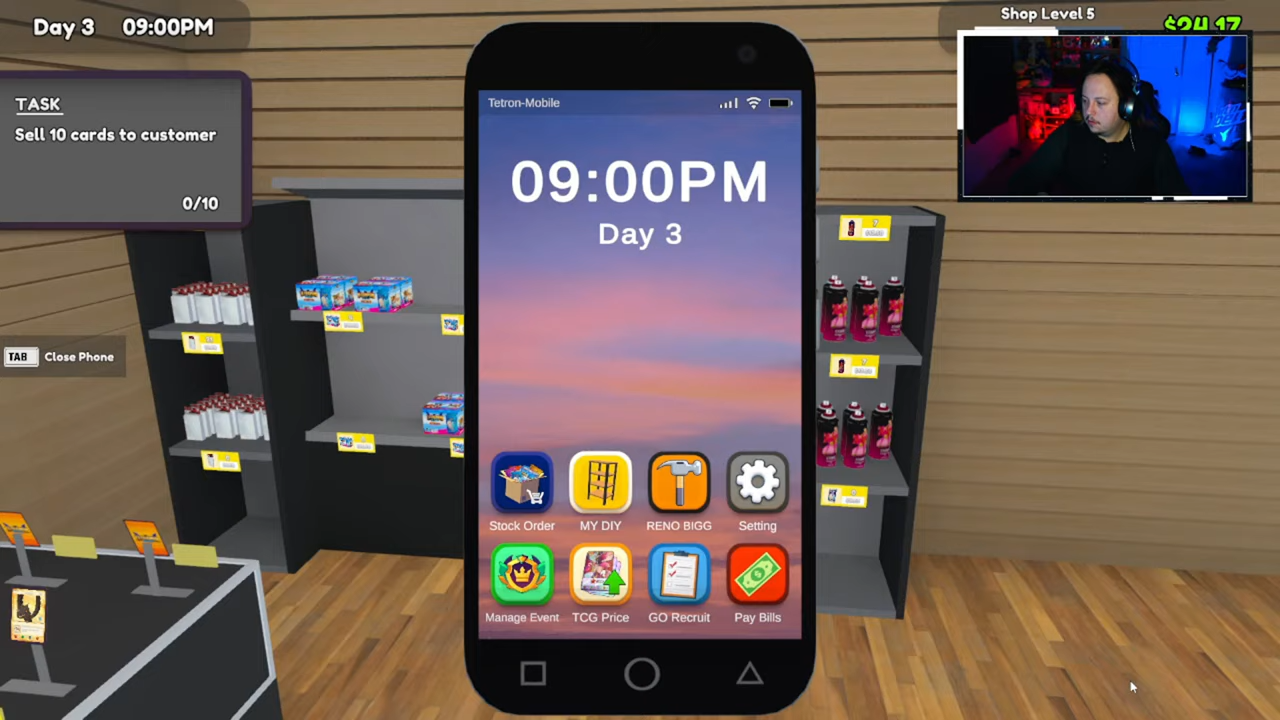 Day 3 09:00PM
Shop Level 5
$24.17
TASK
Sell 10 cards to customer
0/10
TAB Close Phone
Tetron-Mobile
09:00PM
Day 3
Stock Order
MY DIY
RENO BIGG
Setting
Manage Event
TCG Price
GO Recruit
Pay Bills